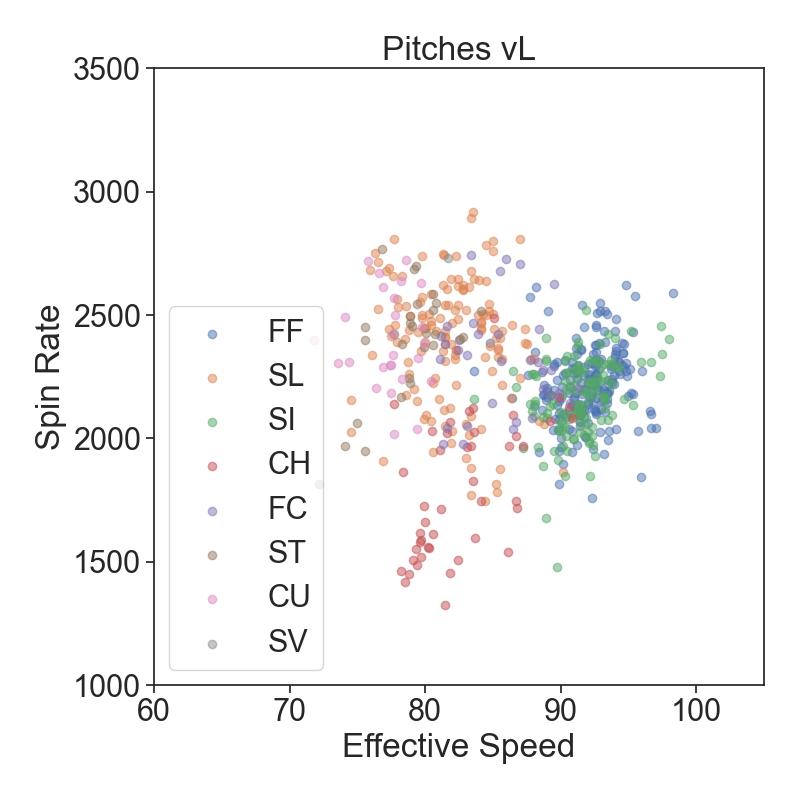 Pitches vL
3500
3000
2500
2000
1500
1000
Spin Rate
FF
SL
SI
CH
FC
ST
CU
SV
60 70 80 90 100
Effective Speed